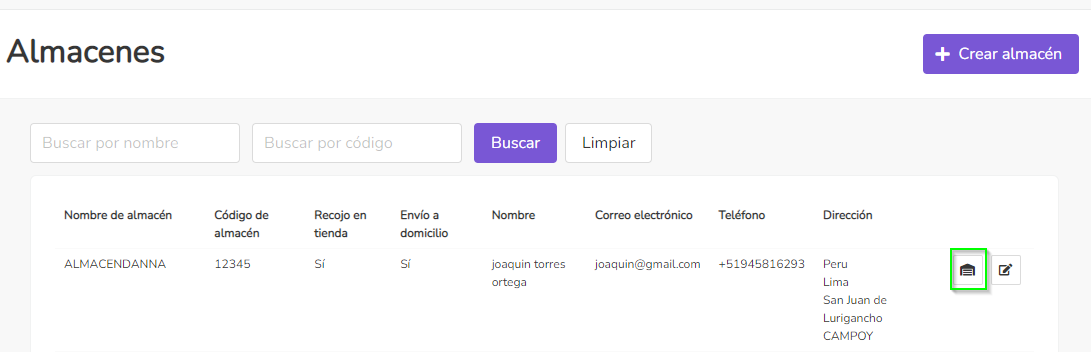 Almacenes
Crear almacén
Buscar por nombre
Buscar por código
Buscar
Limpiar
Nombre de almacén
Código de
almacén
Recojo en
tienda
Envío a
domicilio
Nombre
Correo electrónico
Teléfono
Dirección
ALMACENDANNA
12345
Sí
Sí
joaquin torres
ortega
joaquin@gmail.com
+51945816293
Peru
Lima
San Juan de
Lurigancho
CAMPOY